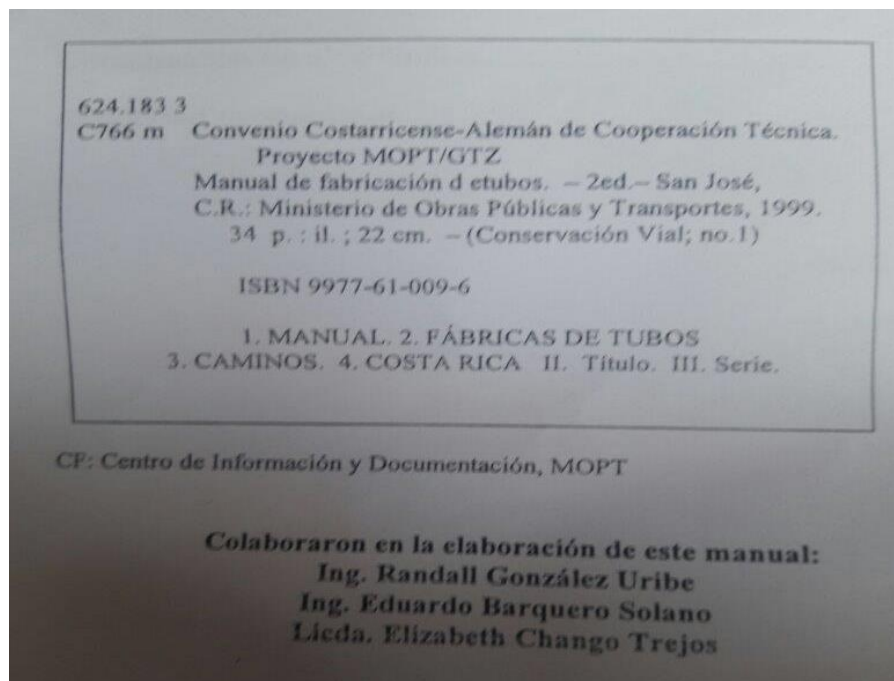 624.183 3
C766 m Convenio Costarricense-Alemán de Cooperación Técnica.
Proyecto MOPT/GTZ
Manual de fabricación d etubos. – 2ed.– San José,
C.R.: Ministerio de Obras Públicas y Transportes, 1999.
34 p. : il. ; 22 cm. – (Conservación Vial; no.1)
ISBN 9977-61-009-6
1. MANUAL. 2. FÁBRICAS DE TUBOS
3. CAMINOS. 4. COSTA RICA II. Título. III. Serie.
CP: Centro de Información y Documentación, MOPT
Colaboraron en la elaboración de este manual:
Ing. Randall González Uribe
Ing. Eduardo Barquero Solano
Licda. Elizabeth Chango Trejos